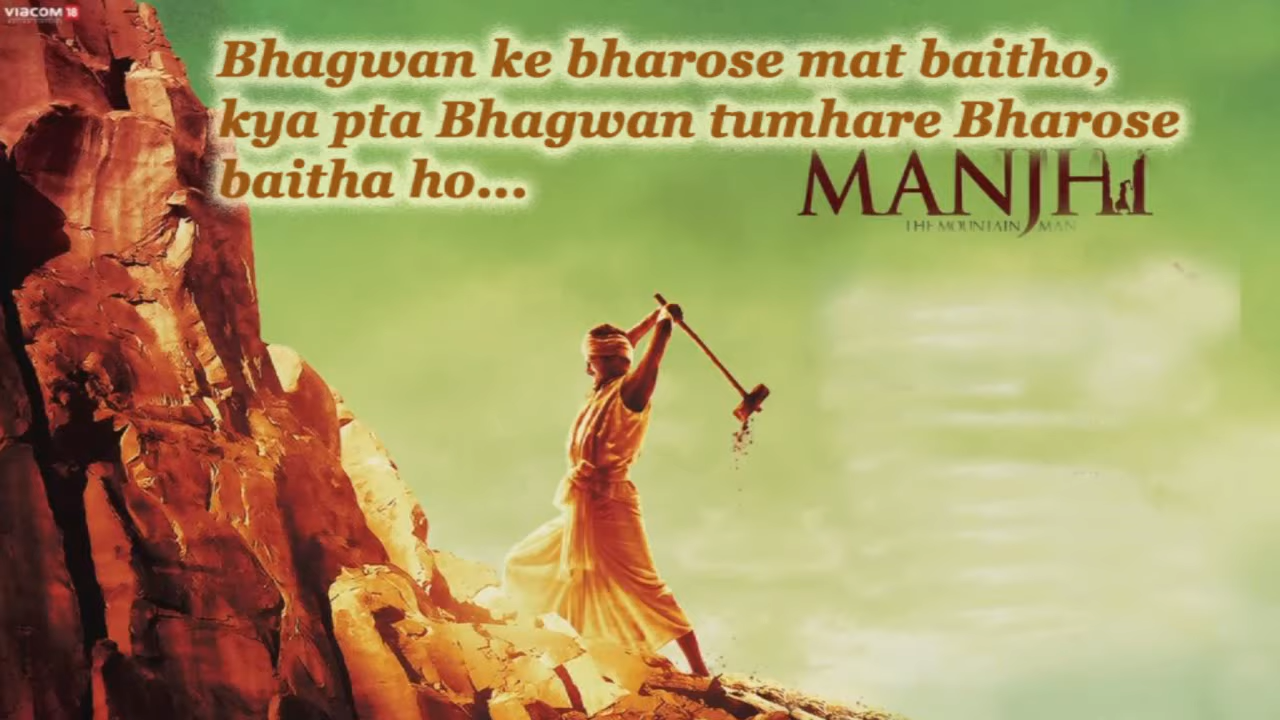 VIACOM 18
Bhagwan ke bharose mat baitho,
kya pta Bhagwan tumhare Bharose
baitha ho...
MANJHI
THE MOUNTAIN MAN